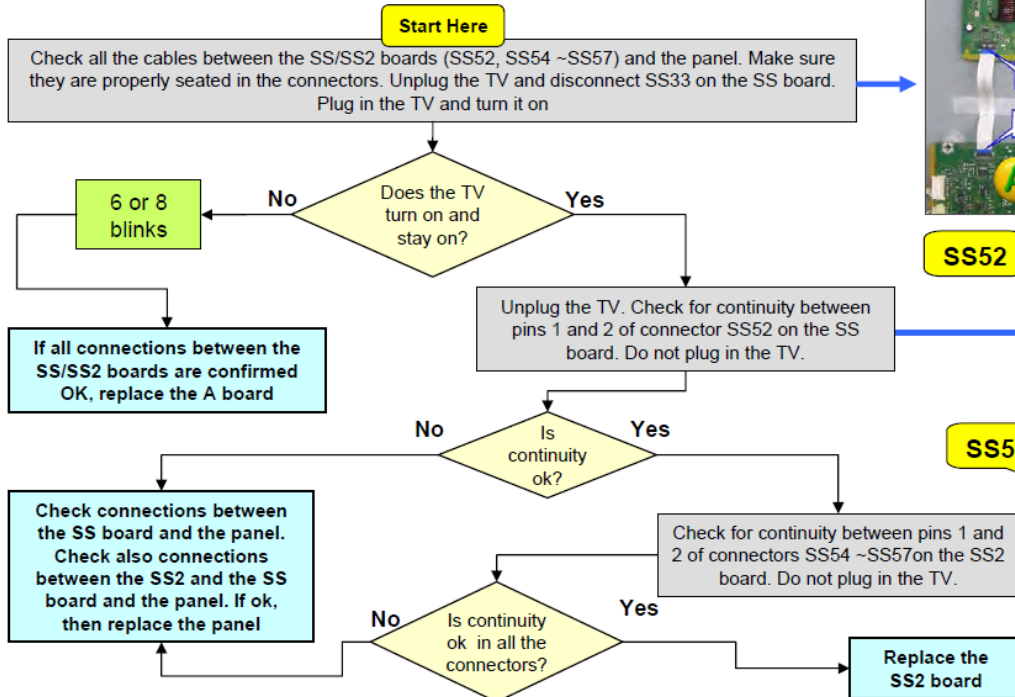 Start Here
Check all the cables between the SS/SS2 boards (SS52, SS54 ~SS57) and the panel. Make sure
they are properly seated in the connectors. Unplug the TV and disconnect SS33 on the SS board.
Plug in the TV and turn it on
No
Does the TV
turn on and
stay on?
Yes
6 or 8
blinks
SS52
Unplug the TV. Check for continuity between
pins 1 and 2 of connector SS52 on the SS
board. Do not plug in the TV.
If all connections between the
SS/SS2 boards are confirmed
OK, replace the A board
No
Is
continuity
ok?
Yes
SS5
Check connections between
the SS board and the panel.
Check also connections
between the SS2 and the SS
board and the panel. If ok,
then replace the panel
Check for continuity between pins 1 and
2 of connectors SS54 ~SS57on the SS2
board. Do not plug in the TV.
No
Is continuity
ok in all the
connectors?
Yes
Replace the
SS2 board